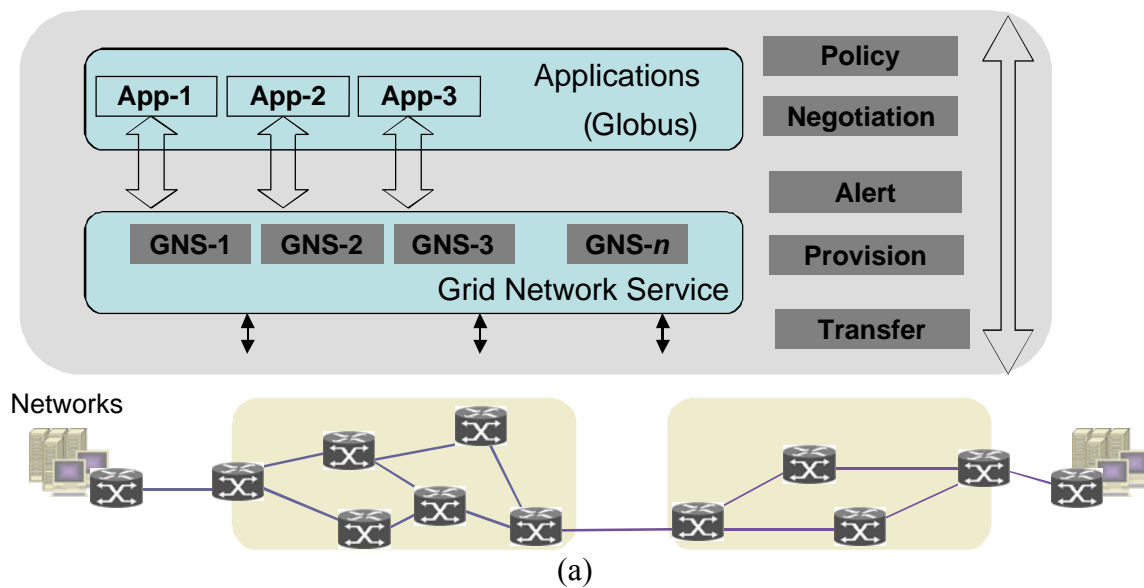 Applications
(Globus)
App-1
App-2
App-3
GNS-1
GNS-2
GNS-3
GNS-n
Grid Network Service
Policy
Negotiation
Alert
Provision
Transfer
Networks
(a)